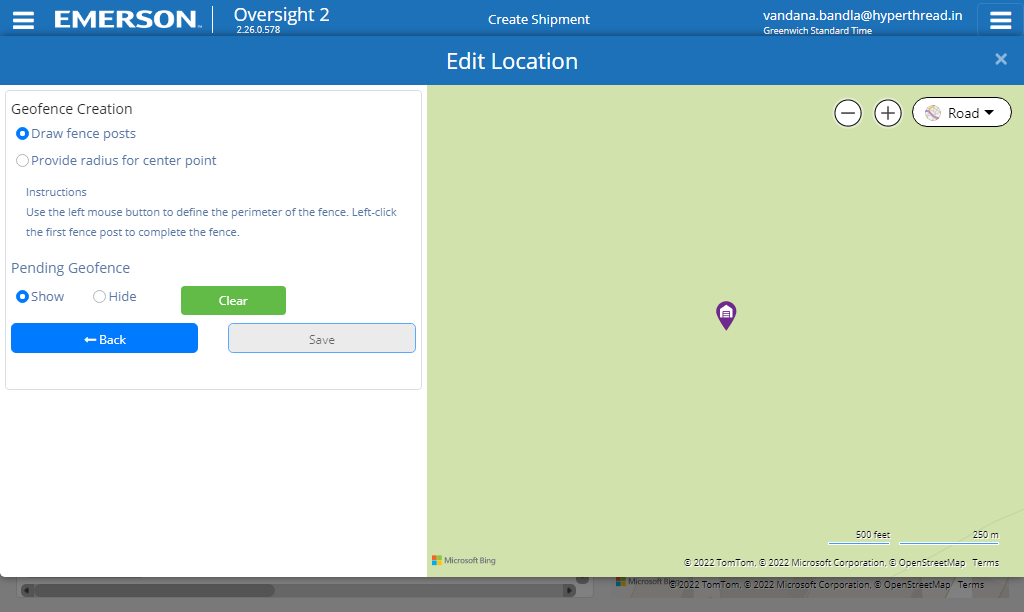 EMERSON
Oversight 2
2.26.0.578
Create Shipment
vandana.bandla@hyperthread.in
Greenwich Standard Time
Edit Location
Geofence Creation
Draw fence posts
Provide radius for center point
Instructions
Use the left mouse button to define the perimeter of the fence. Left-click
the first fence post to complete the fence.
Pending Geofence
Show
Hide
Clear
Back
Save
Road
500 feet
250 m
Microsoft Bing
© 2022 TomTom, © 2022 Microsoft Corporation, © OpenStreetMap Terms
Microsoft
© 2022 TomTom, © 2022 Microsoft Corporation, © OpenStreetMap Terms